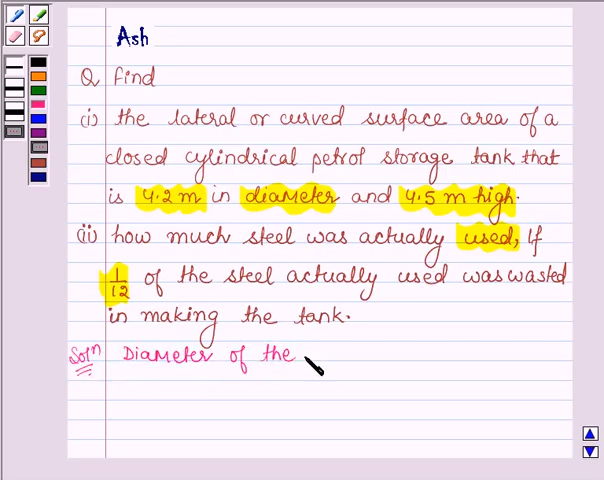 Ash
Q Find
(i) the lateral or curved surface area of a
closed cylindrical petrol storage tank that
is 4.2 m in diameter and 4.5 m high.
(ii) how much steel was actually used, if
1/12 of the steel actually used was wasted
in making the tank.
Solⁿ Diameter of the